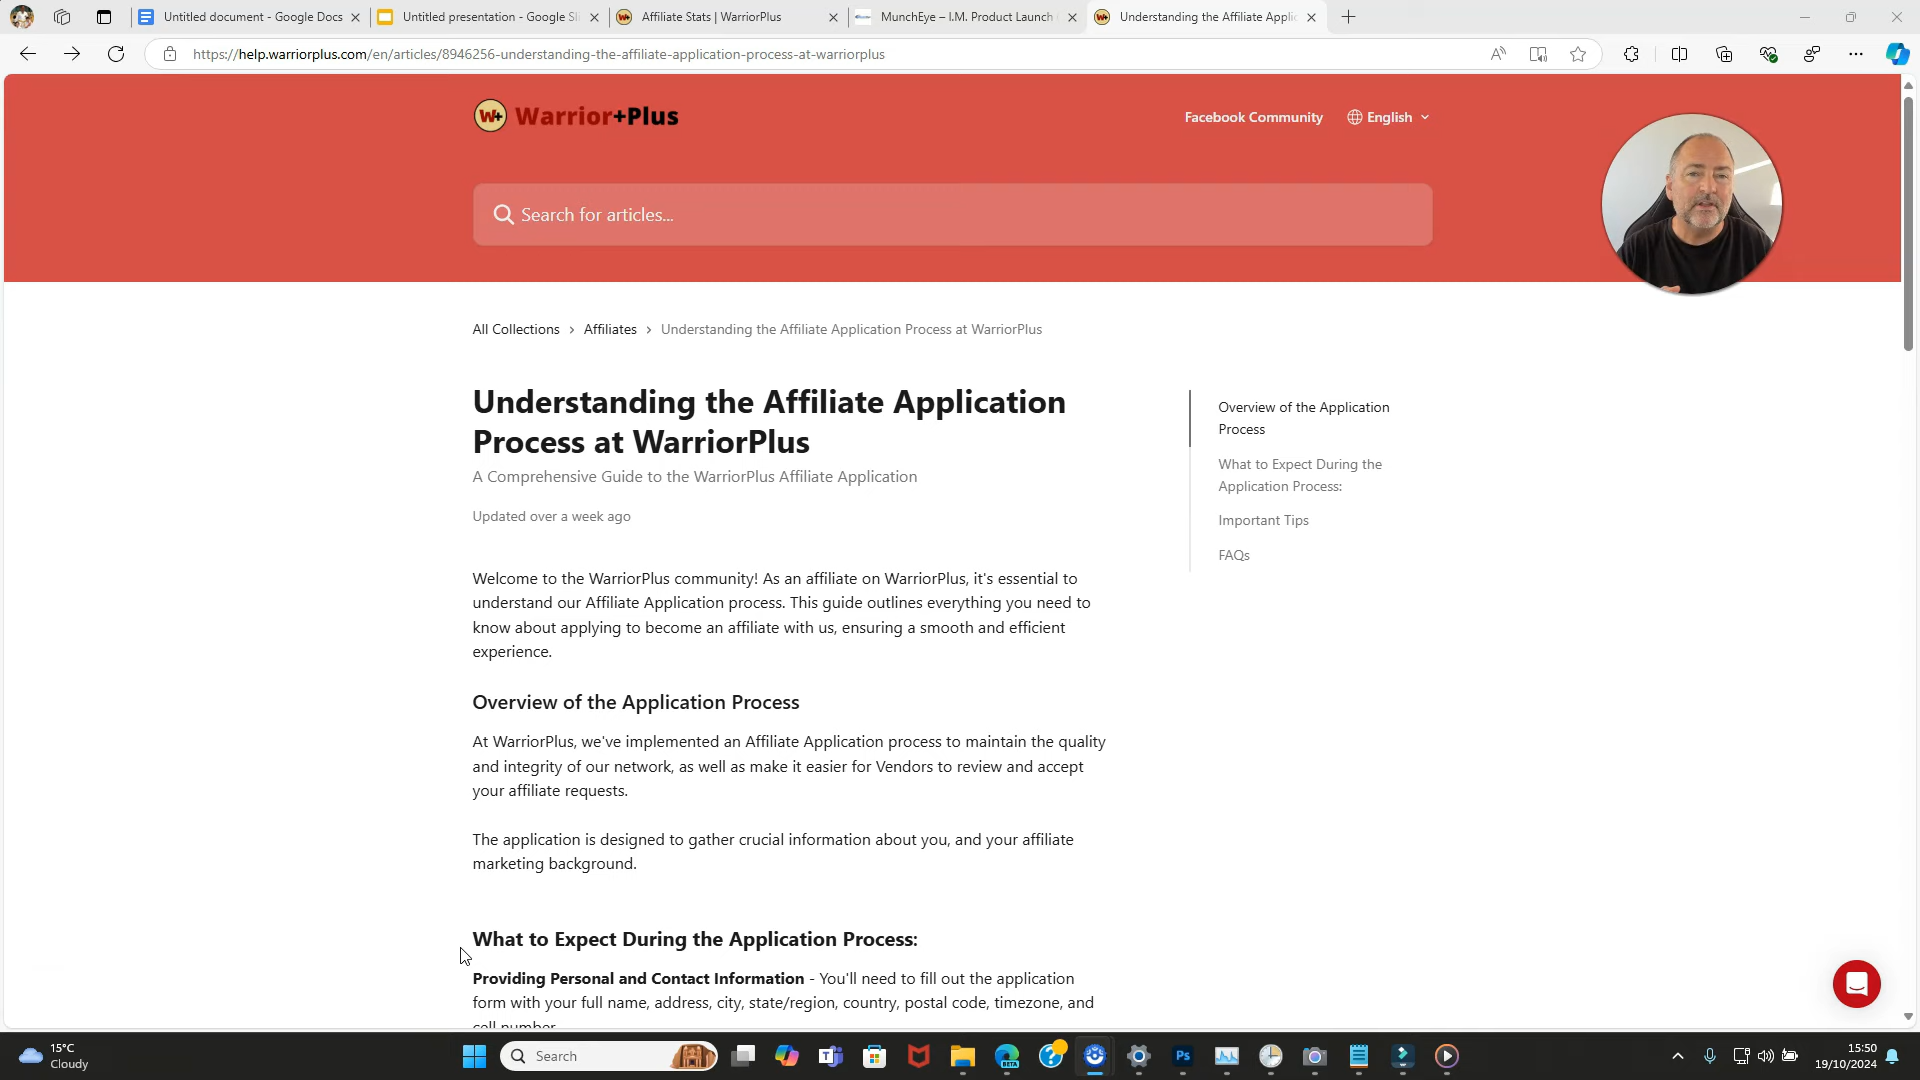 Untitled document - Google Docs
Untitled presentation - Google Sli
Affiliate Stats | WarriorPlus
MunchEye – I.M. Product Launch
Understanding the Affiliate Applic
https://help.warriorplus.com/en/articles/8946256-understanding-the-affiliate-application-process-at-warriorplus
W+ Warrior+Plus
Facebook Community
English
Search for articles...
All Collections > Affiliates > Understanding the Affiliate Application Process at WarriorPlus
Understanding the Affiliate Application
Process at WarriorPlus
A Comprehensive Guide to the WarriorPlus Affiliate Application
Updated over a week ago
Overview of the Application
Process
What to Expect During the
Application Process:
Important Tips
FAQs
Welcome to the WarriorPlus community! As an affiliate on WarriorPlus, it's essential to
understand our Affiliate Application process. This guide outlines everything you need to
know about applying to become an affiliate with us, ensuring a smooth and efficient
experience.
Overview of the Application Process
At WarriorPlus, we've implemented an Affiliate Application process to maintain the quality
and integrity of our network, as well as make it easier for Vendors to review and accept
your affiliate requests.
The application is designed to gather crucial information about you, and your affiliate
marketing background.
What to Expect During the Application Process:
Providing Personal and Contact Information - You'll need to fill out the application
form with your full name, address, city, state/region, country, postal code, timezone, and
cell number
15°C
Cloudy
Search
BETA
Ps
15:50
19/10/2024